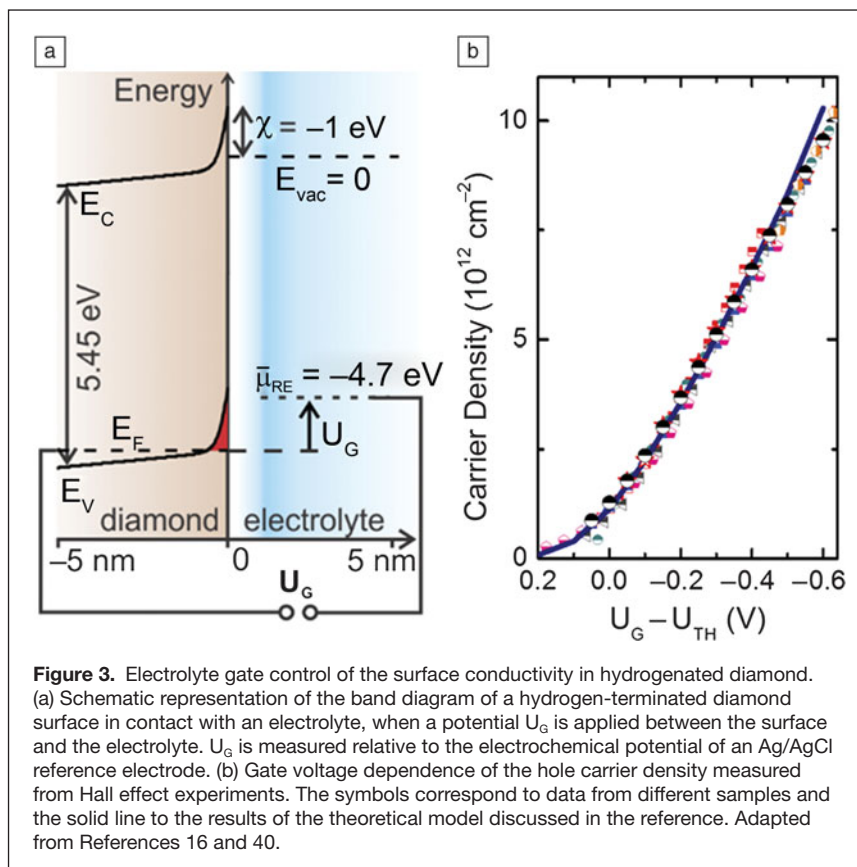 a
Energy
χ = –1 eV
E_vac = 0
E_C
5.45 eV
μ̄_RE = –4.7 eV
E_F
U_G
E_V
diamond electrolyte
–5 nm 0 5 nm
U_G
b
Carrier Density (10^12 cm^-2)
10
5
0
0.2 0.0 –0.2 –0.4 –0.6
U_G – U_TH (V)
Figure 3. Electrolyte gate control of the surface conductivity in hydrogenated diamond.
(a) Schematic representation of the band diagram of a hydrogen-terminated diamond
surface in contact with an electrolyte, when a potential U_G is applied between the surface
and the electrolyte. U_G is measured relative to the electrochemical potential of an Ag/AgCl
reference electrode. (b) Gate voltage dependence of the hole carrier density measured
from Hall effect experiments. The symbols correspond to data from different samples and
the solid line to the results of the theoretical model discussed in the reference. Adapted
from References 16 and 40.